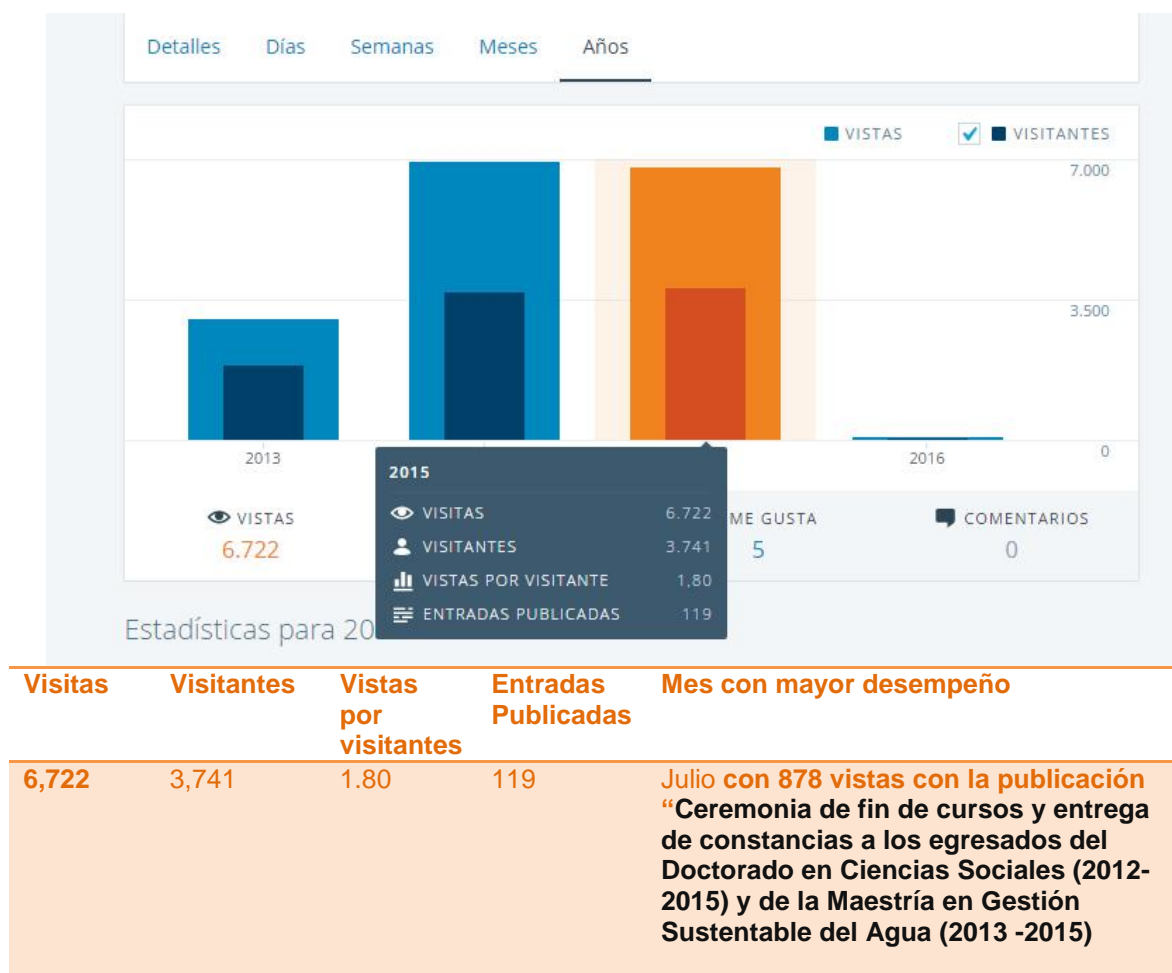 Detalles Días Semanas Meses Años
VISTAS VISITANTES
7.000
3.500
0
2013 2016
2015
VISITAS 6.722
VISITANTES 3.741
VISTAS POR VISITANTE 1,80
ENTRADAS PUBLICADAS 119
VISTAS
6.722
ME GUSTA
5
COMENTARIOS
0
Estadísticas para 20
Visitas Visitantes Vistas por visitantes Entradas Publicadas Mes con mayor desempeño
6,722 3,741 1.80 119 Julio con 878 vistas con la publicación
“Ceremonia de fin de cursos y entrega
de constancias a los egresados del
Doctorado en Ciencias Sociales (2012-
2015) y de la Maestría en Gestión
Sustentable del Agua (2013 -2015)